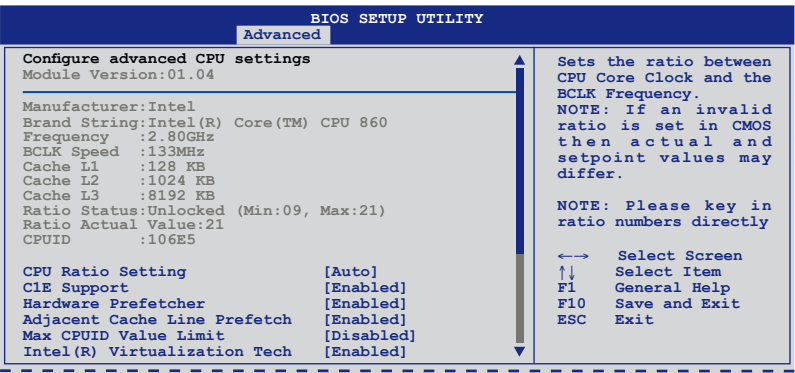 BIOS SETUP UTILITY
Advanced
Configure advanced CPU settings
Module Version:01.04
Manufacturer:Intel
Brand String:Intel(R) Core(TM) CPU 860
Frequency :2.80GHz
BCLK Speed :133MHz
Cache L1 :128 KB
Cache L2 :1024 KB
Cache L3 :8192 KB
Ratio Status:Unlocked (Min:09, Max:21)
Ratio Actual Value:21
CPUID :106E5
CPU Ratio Setting [Auto]
C1E Support [Enabled]
Hardware Prefetcher [Enabled]
Adjacent Cache Line Prefetch [Enabled]
Max CPUID Value Limit [Disabled]
Intel(R) Virtualization Tech [Enabled]
Sets the ratio between
CPU Core Clock and the
BCLK Frequency.
NOTE: If an invalid
ratio is set in CMOS
then actual and
setpoint values may
differ.
NOTE: Please key in
ratio numbers directly
←→ Select Screen
↑↓ Select Item
F1 General Help
F10 Save and Exit
ESC Exit